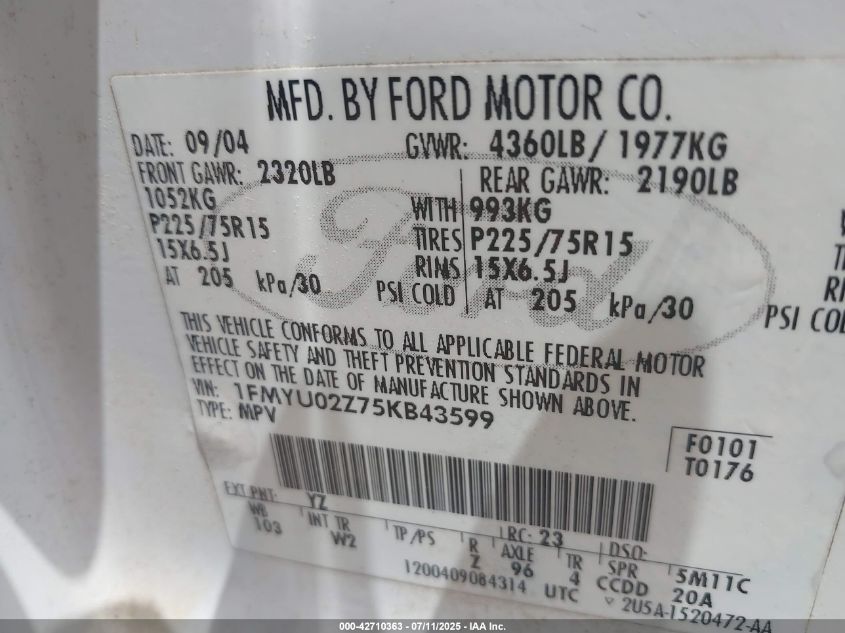 MFD. BY FORD MOTOR CO.
DATE: 09/04 GVWR: 4360LB/ 1977KG
FRONT GAWR: 2320LB REAR GAWR: 2190LB
1052KG WITH 993KG
P225/75R15 TIRES P225/75R15
15X6.5J RIMS 15X6.5J
AT 205 kPa/30 PSI COLD AT 205 kPa/30 PSI COL
Ford
THIS VEHICLE CONFORMS TO ALL APPLICABLE FEDERAL MOTOR
VEHICLE SAFETY AND THEFT PREVENTION STANDARDS IN
EFFECT ON THE DATE OF MANUFACTURE SHOWN ABOVE.
VIN: 1FMYU02Z75KB43599
TYPE: MPV
F0101
T0176
EXT PNT: YZ RC: 23 DSO:
WB INT TR TP/PS R AXLE TR SPR 5M11C
103 W2 Z 96 4 CCDD 20A
1200409084314 UTC 2U5A-1520472-AA
000-42710363 - 07/11/2025 - IAA Inc.